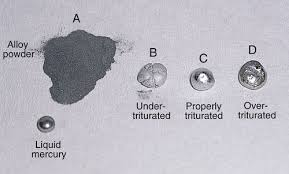 A
Alloy
powder
Liquid
mercury
B
Under-
triturated
C
Properly
triturated
D
Over-
triturated